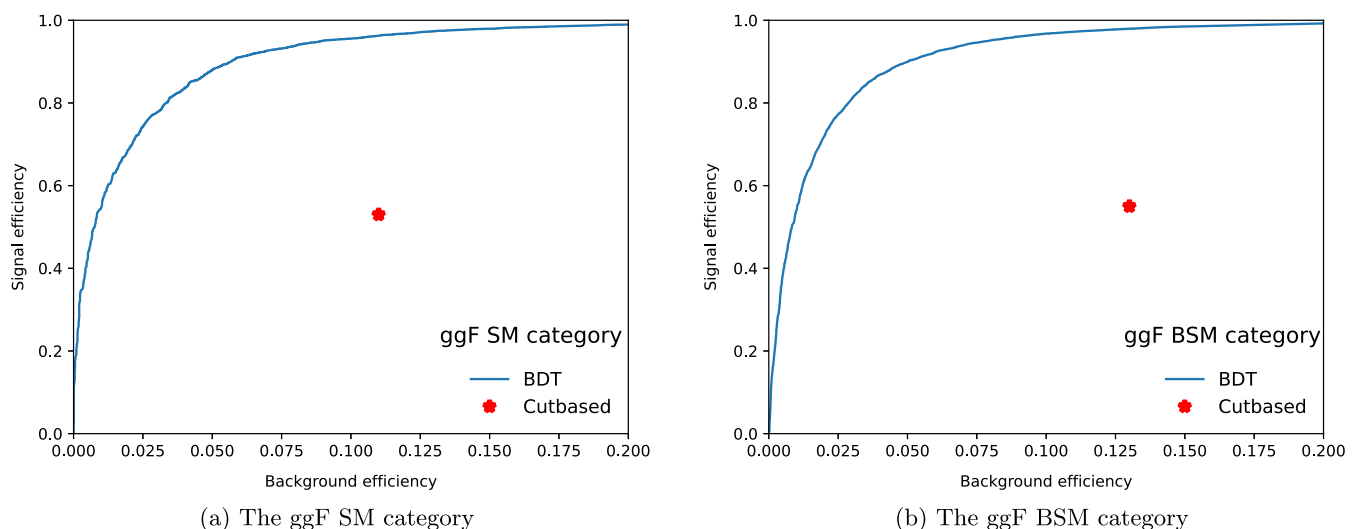 1.0
0.8
0.6
0.4
0.2
0.0
Signal efficiency
ggF SM category
BDT
Cutbased
0.000 0.025 0.050 0.075 0.100 0.125 0.150 0.175 0.200
Background efficiency
(a) The ggF SM category
1.0
0.8
0.6
0.4
0.2
0.0
Signal efficiency
ggF BSM category
BDT
Cutbased
0.000 0.025 0.050 0.075 0.100 0.125 0.150 0.175 0.200
Background efficiency
(b) The ggF BSM category